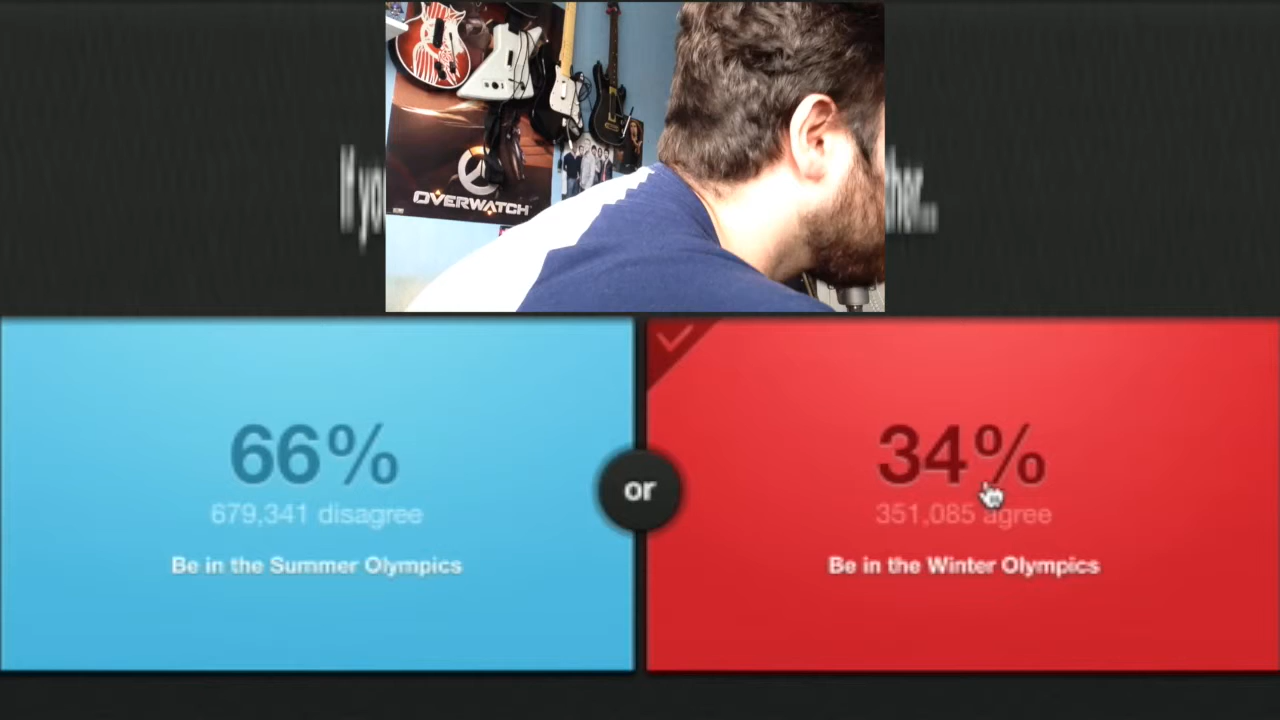 OVERWATCH
66%
679,341 disagree
Be in the Summer Olympics
or
34%
351,085 agree
Be in the Winter Olympics